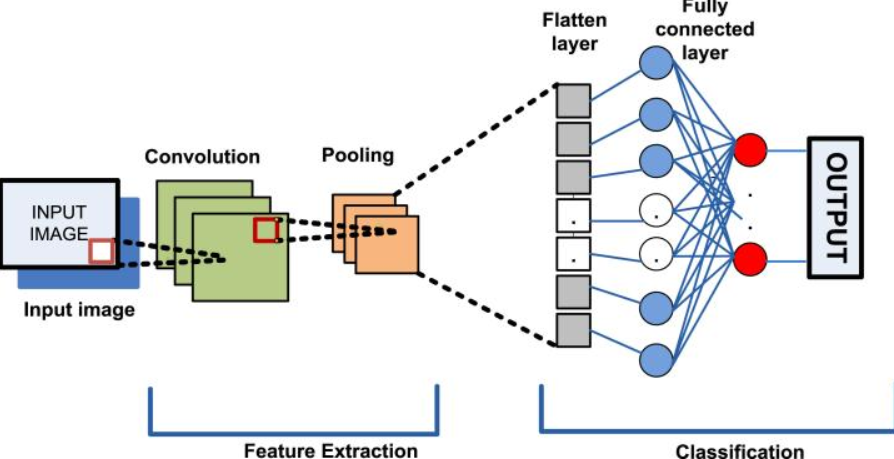 Flatten
layer
Fully
connected
layer
Convolution
Pooling
INPUT
IMAGE
OUTPUT
Input image
Feature Extraction
Classification